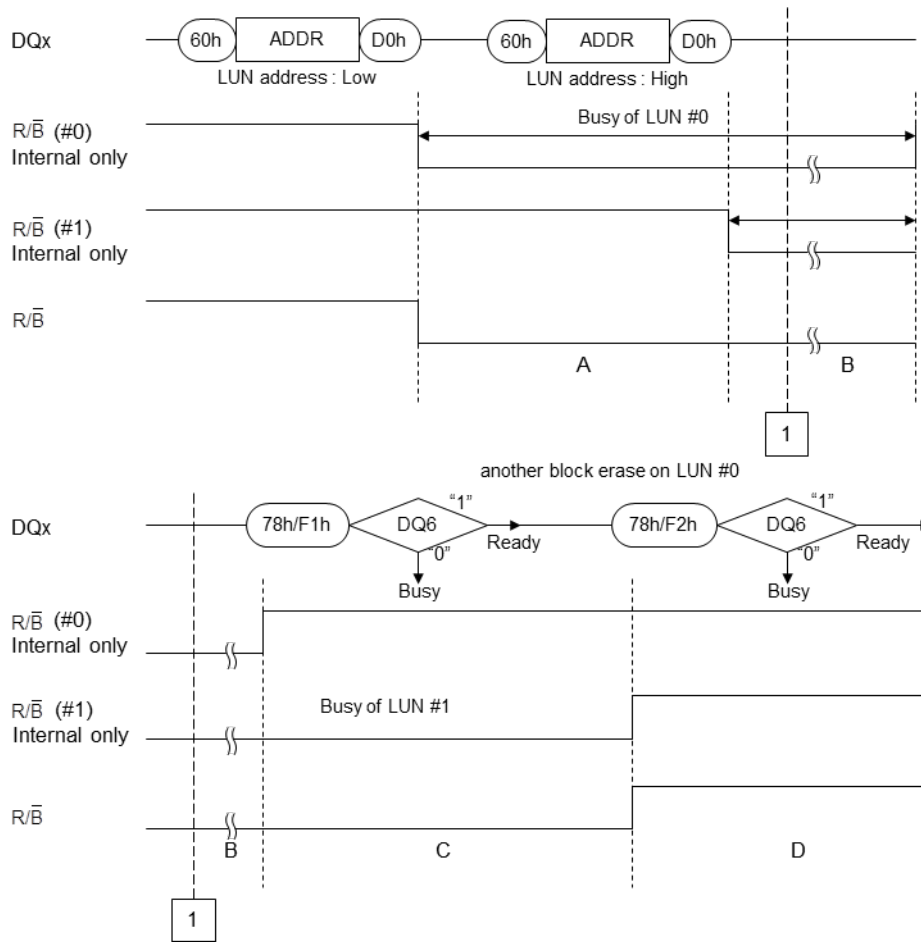 DQx 60h ADDR D0h 60h ADDR D0h
LUN address : Low LUN address : High
R/B̅ (#0)
Internal only
Busy of LUN #0
R/B̅ (#1)
Internal only
R/B̅
A B
1
another block erase on LUN #0
DQx 78h/F1h DQ6 "1" Ready 78h/F2h DQ6 "1" Ready
"0" "0"
Busy Busy
R/B̅ (#0)
Internal only
R/B̅ (#1)
Internal only
Busy of LUN #1
R/B̅
B C D
1